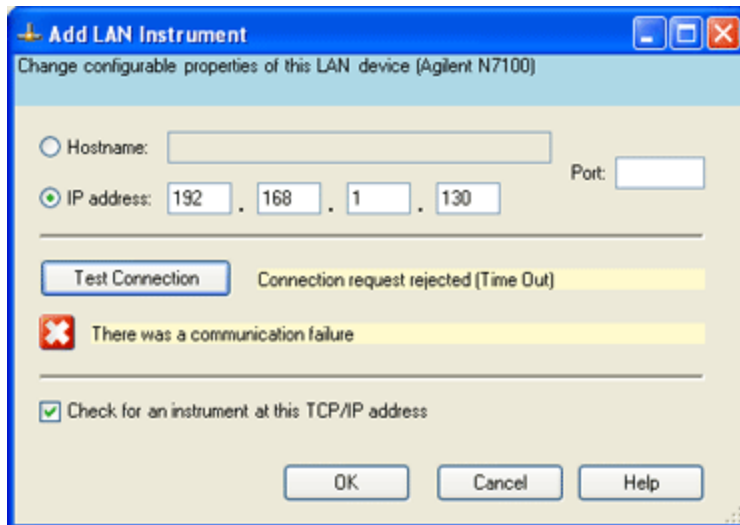 Add LAN Instrument
Change configurable properties of this LAN device (Agilent N7100)
Hostname:
Port:
IP address: 192 . 168 . 1 . 130
Test Connection Connection request rejected (Time Out)
There was a communication failure
Check for an instrument at this TCP/IP address
OK Cancel Help